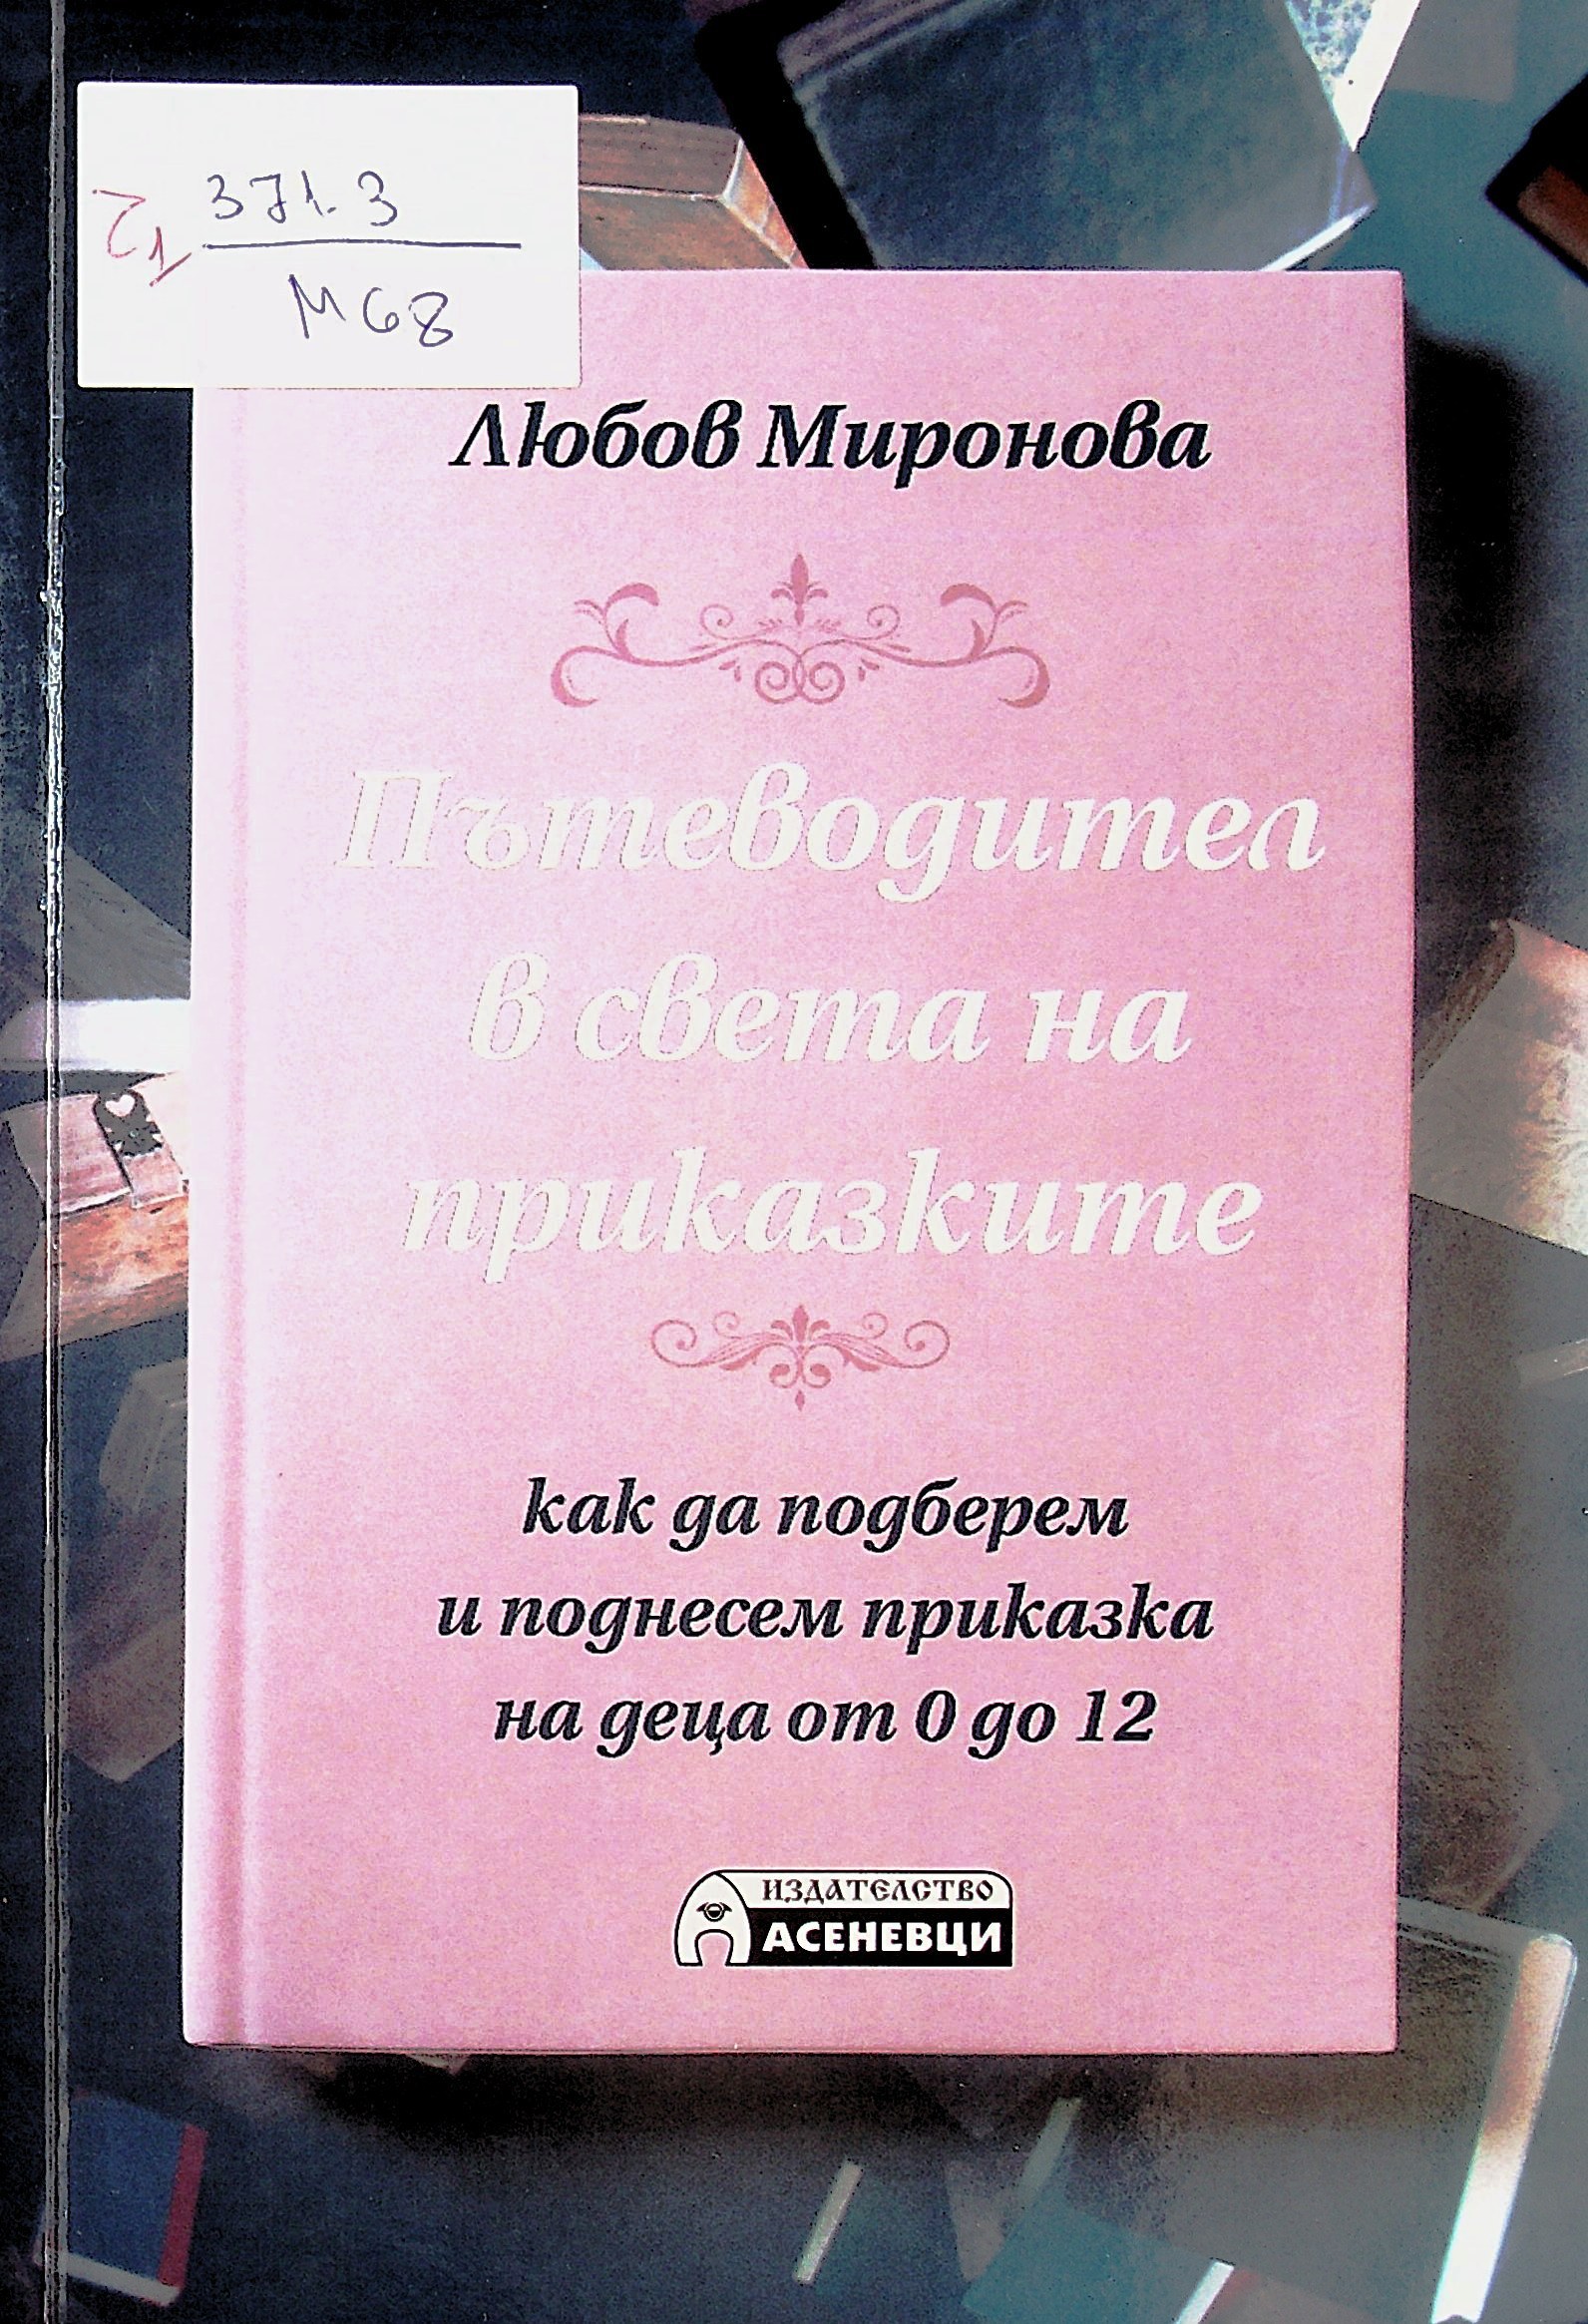 371.3
М68
Любов Миронова
Пътеводител
в света на
приказките
как да подберем
и поднесем приказка
на деца от 0 до 12
ИЗДАТЕЛСТВО
АСЕНЕВЦИ